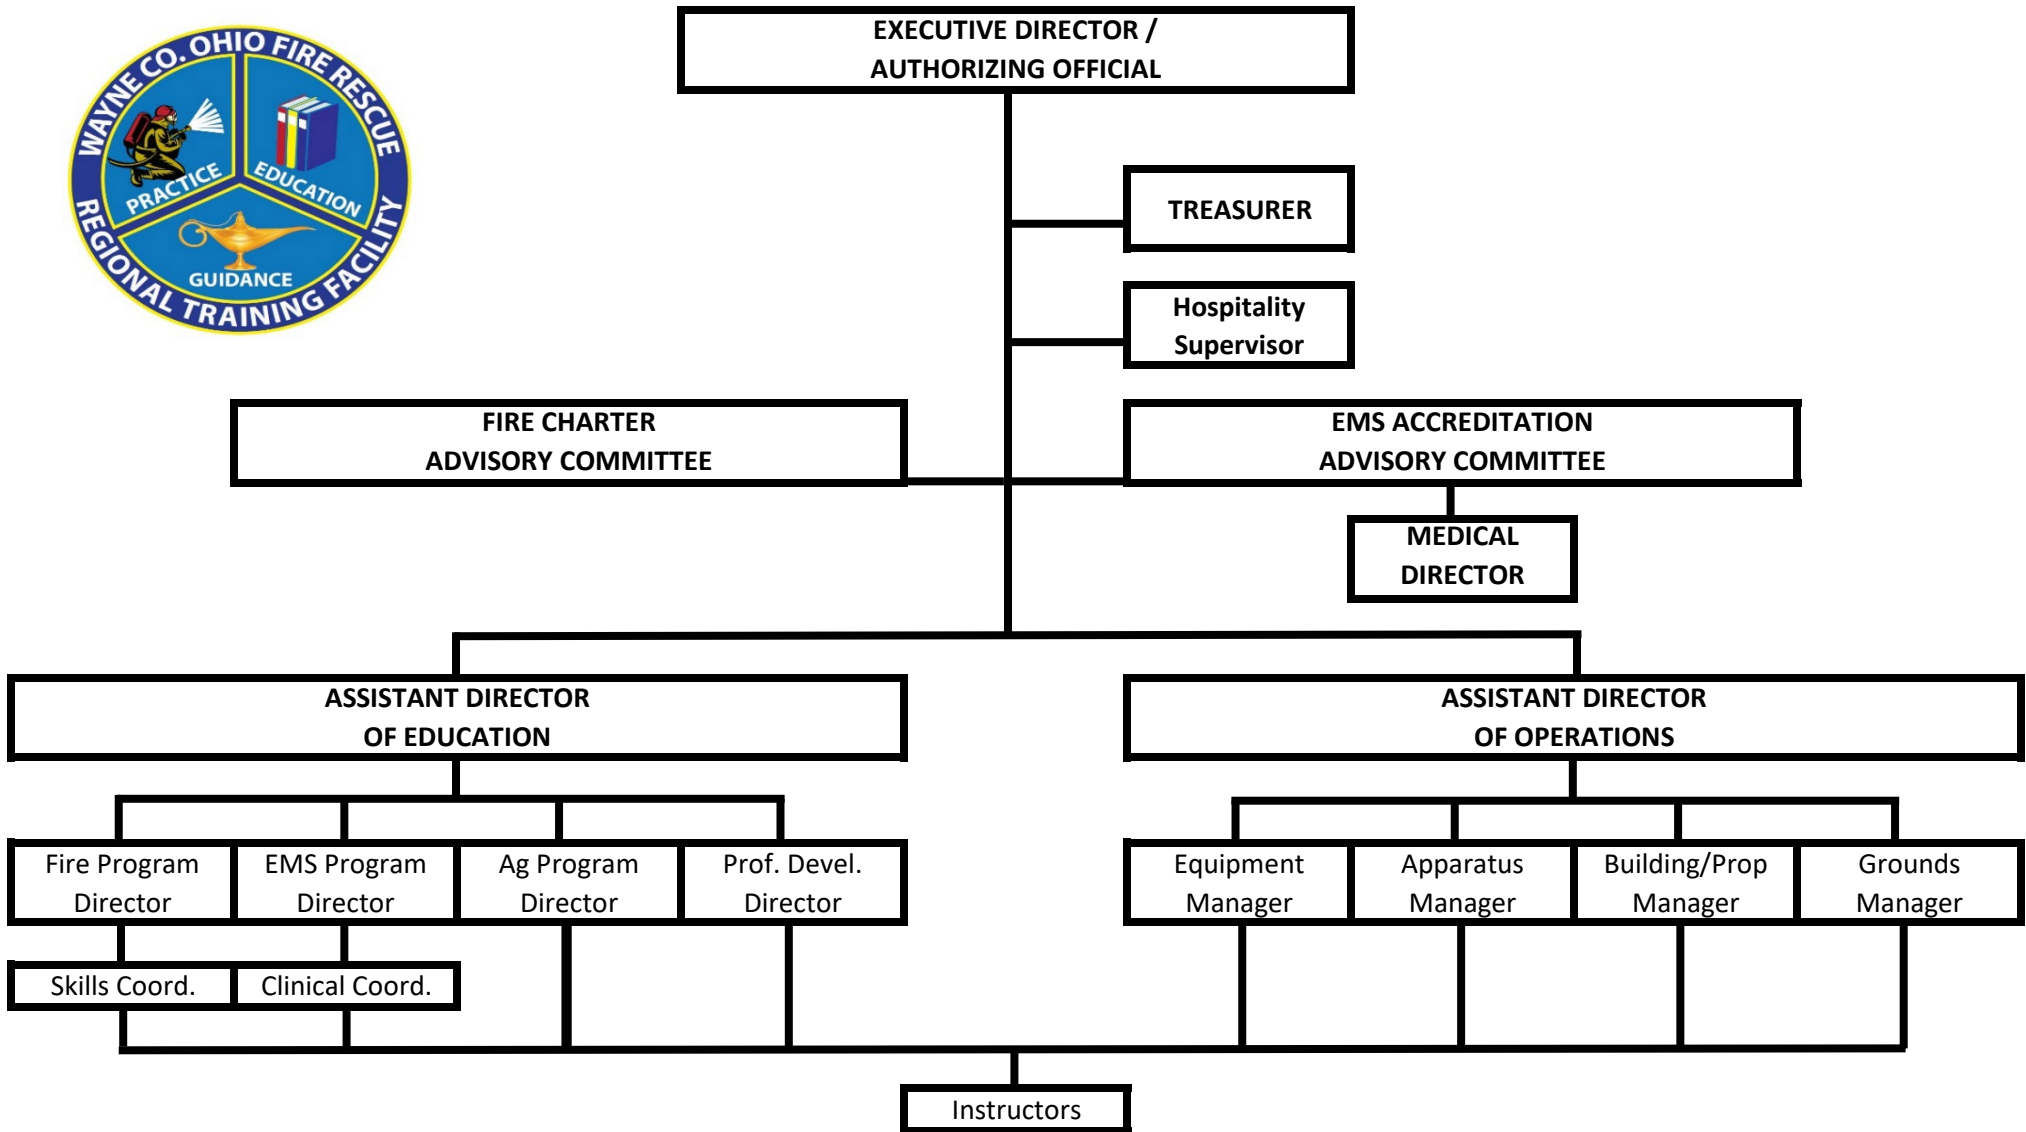 WAYNE CO. OHIO FIRE RESCUE
PRACTICE
EDUCATION
GUIDANCE
REGIONAL TRAINING FACILITY
EXECUTIVE DIRECTOR /
AUTHORIZING OFFICIAL
TREASURER
Hospitality
Supervisor
FIRE CHARTER
ADVISORY COMMITTEE
EMS ACCREDITATION
ADVISORY COMMITTEE
MEDICAL
DIRECTOR
ASSISTANT DIRECTOR
OF EDUCATION
ASSISTANT DIRECTOR
OF OPERATIONS
Fire Program
Director
EMS Program
Director
Ag Program
Director
Prof. Devel.
Director
Equipment
Manager
Apparatus
Manager
Building/Prop
Manager
Grounds
Manager
Skills Coord.
Clinical Coord.
Instructors